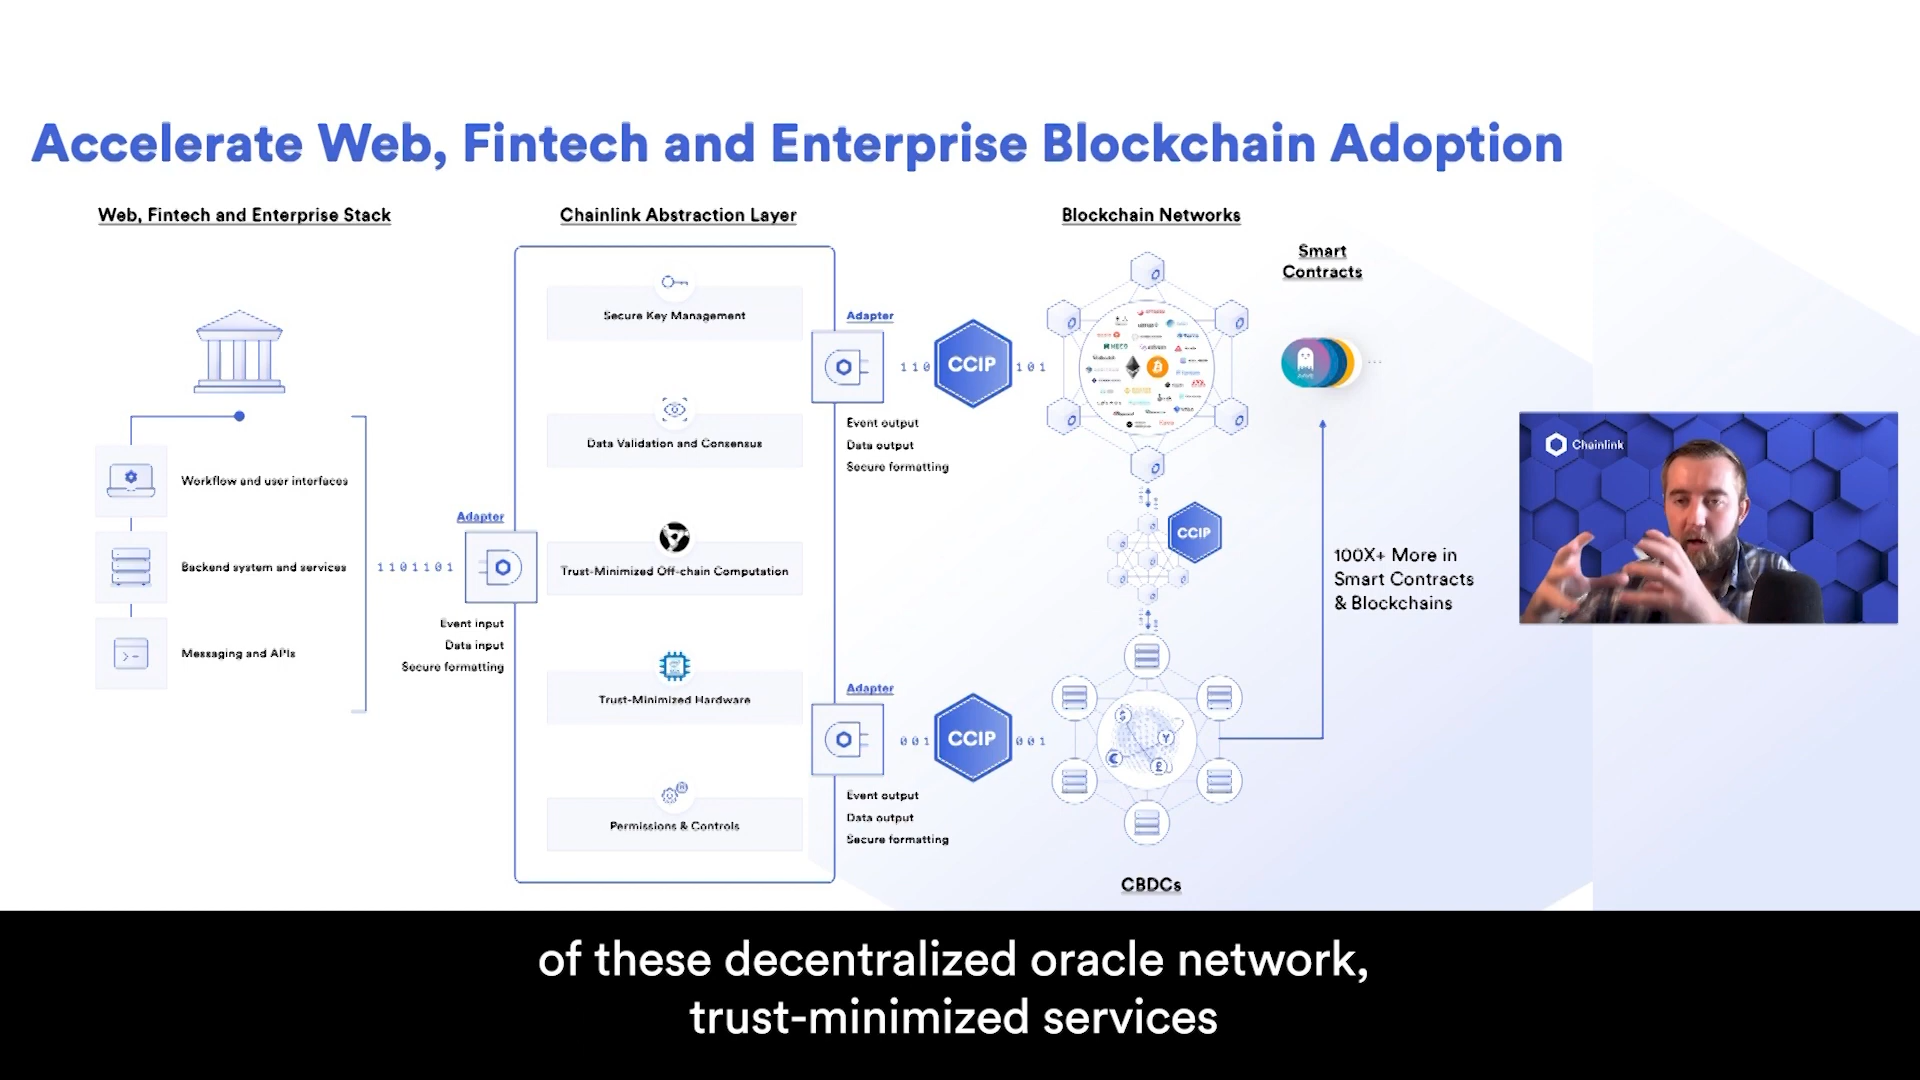 Accelerate Web, Fintech and Enterprise Blockchain Adoption
Web, Fintech and Enterprise Stack
Workflow and user interfaces
Backend system and services
Messaging and APIs
1101101
Adapter
Event input
Data input
Secure formatting
Chainlink Abstraction Layer
Secure Key Management
Data Validation and Consensus
Trust-Minimized Off-chain Computation
Trust-Minimized Hardware
Permissions & Controls
Adapter
Event output
Data output
Secure formatting
110
CCIP
101
Adapter
Event output
Data output
Secure formatting
001
CCIP
001
Blockchain Networks
CCIP
CBDCs
Smart
Contracts
100X+ More in
Smart Contracts
& Blockchains
Chainlink
of these decentralized oracle network,
trust-minimized services